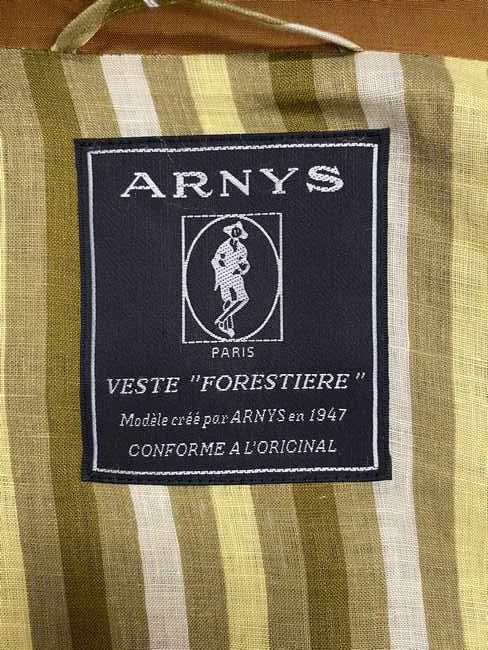 ARNYS
PARIS
VESTE "FORESTIERE"
Modèle créé par ARNYS en 1947
CONFORME A L'ORIGINAL